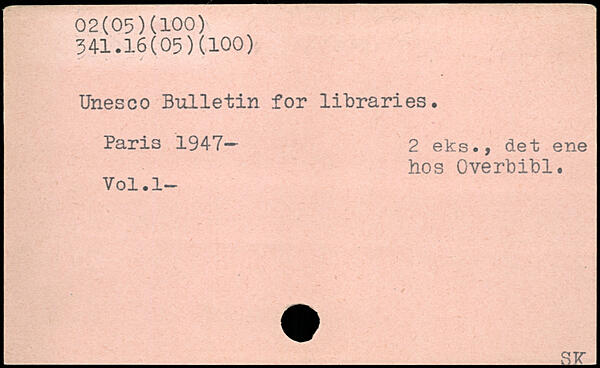 02(05)(100)
341.16(05)(100)
Unesco Bulletin for libraries.
Paris 1947-
2 eks., det ene
hos Overbibl.
Vol.1-
SK